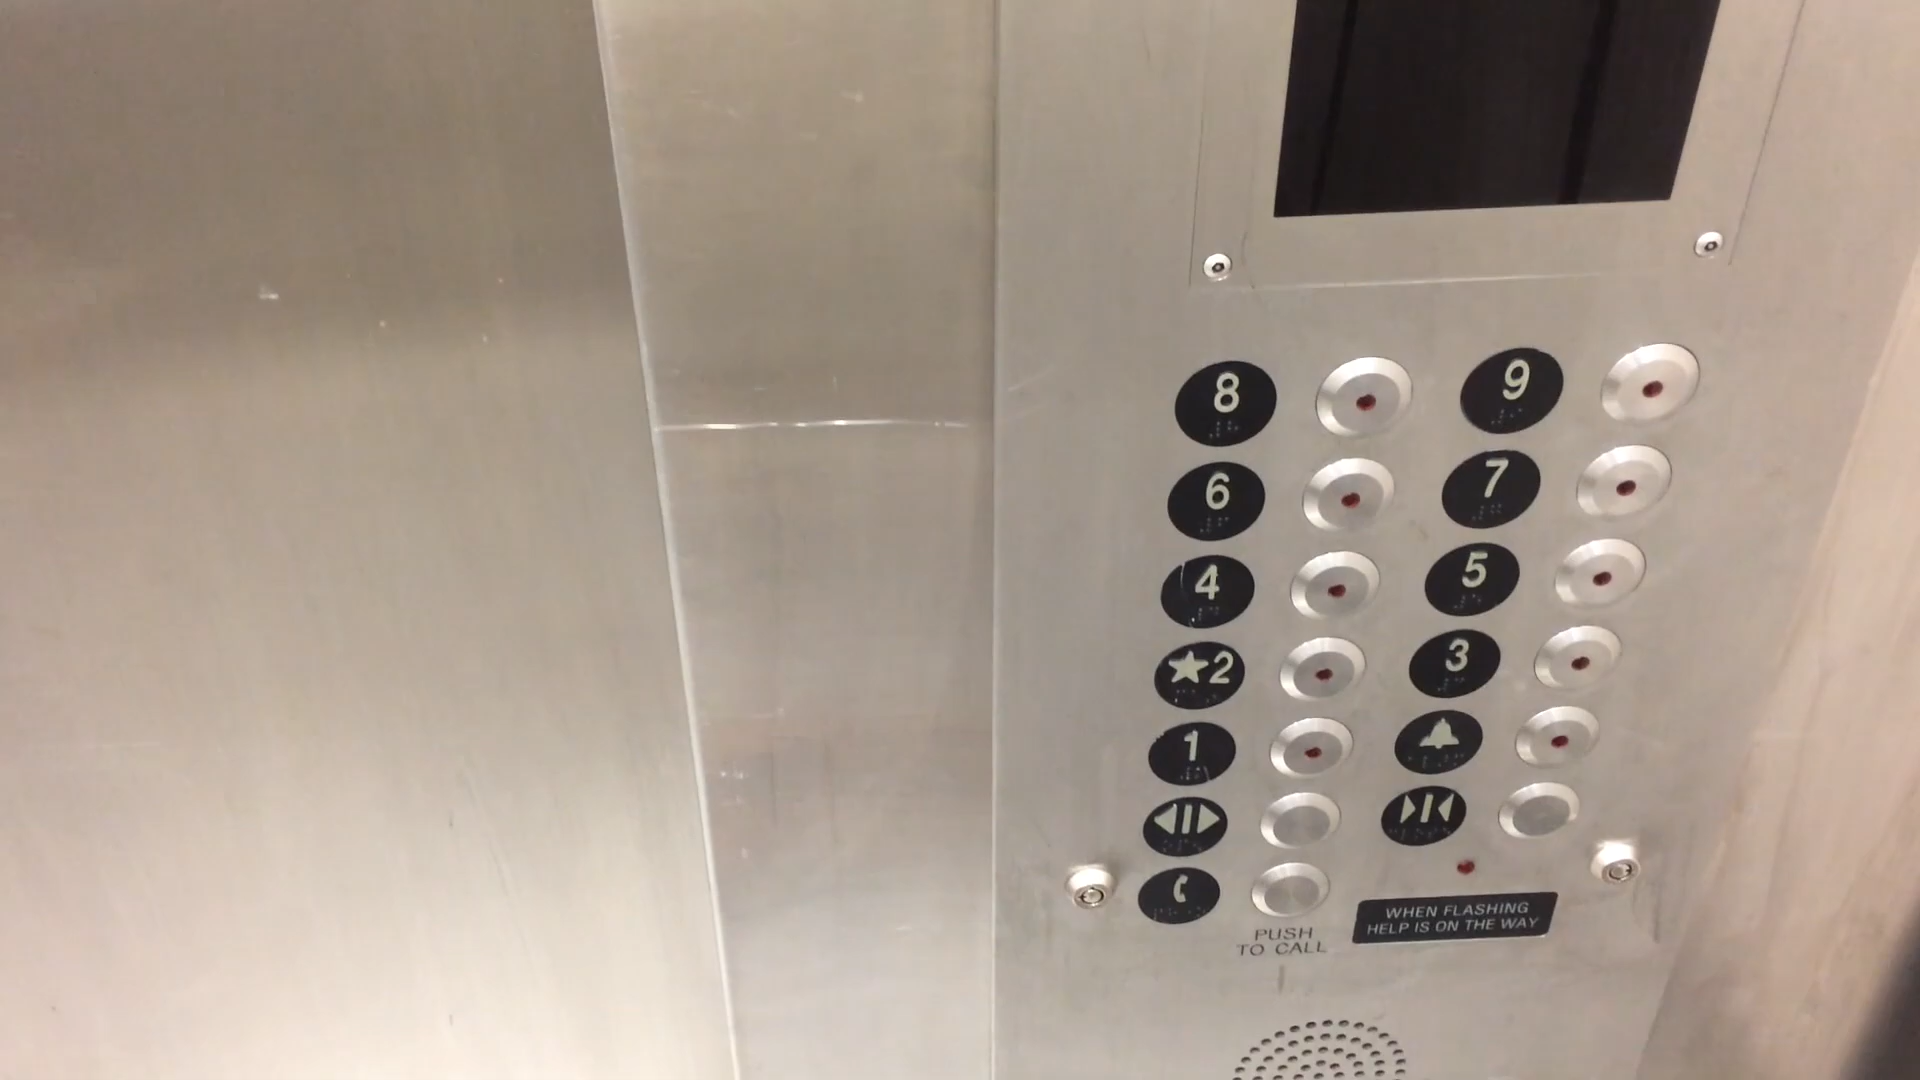 8 9
6 7
4 5
★2 3
1
PUSH
TO CALL
WHEN FLASHING
HELP IS ON THE WAY